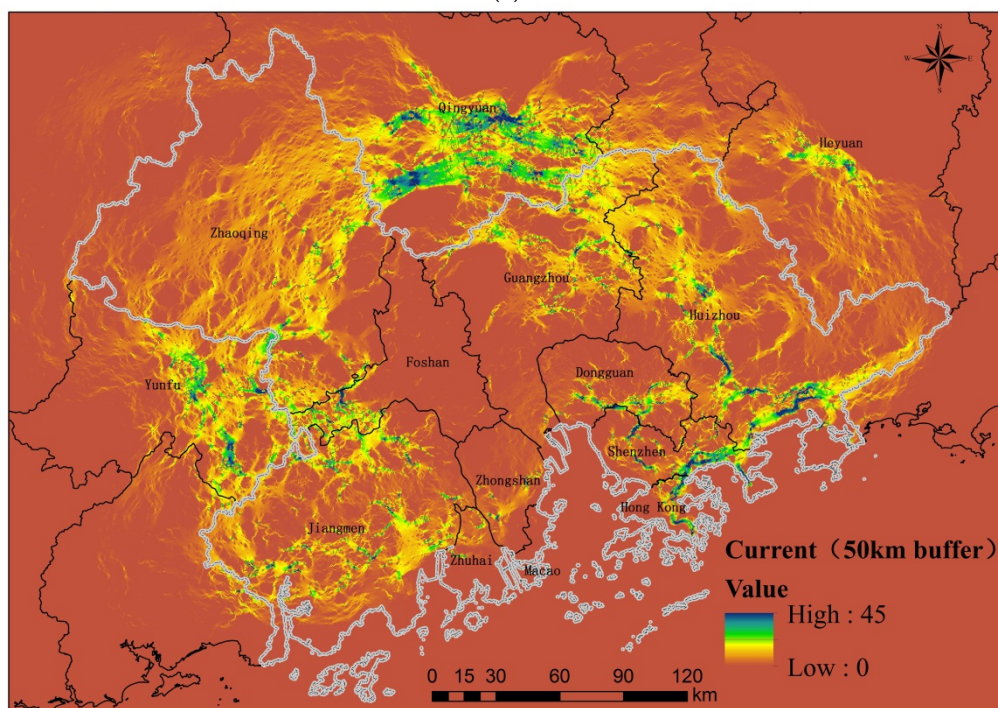 N
W
E
S
Qingyuan
Heyuan
Zhaoqing
Guangzhou
Huizhou
Foshan
Yunfu
Dongguan
Shenzhen
Zhongshan
Hong Kong
Jiangmen
Zhuhai
Macao
Current（50km buffer）
Value
High : 45
Low : 0
0 15 30 60 90 120
km